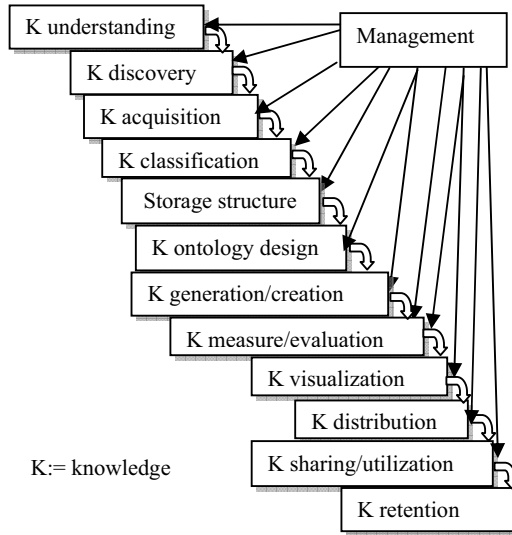 K understanding
Management
K discovery
K acquisition
K classification
Storage structure
K ontology design
K generation/creation
K measure/evaluation
K visualization
K distribution
K sharing/utilization
K:= knowledge
K retention